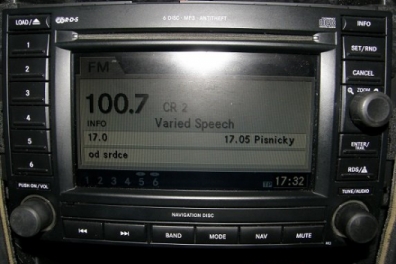 LOAD/⏏ R·D·S 6 DISC · MP3 · ANTITHEFT INFO
1
2
3
4
5
6
SET/RND
CANCEL
ZOOM
ENTER/
RDS/⚠
TUNE/AUDIO
PUSH ON/VOL
FM
100.7 CR 2
INFO Varied Speech
17.0 17.05 Pisnicky
od srdce
1 2 3 4 5 6 17:32
NAVIGATION DISC
⏮ ⏭ BAND MODE NAV MUTE